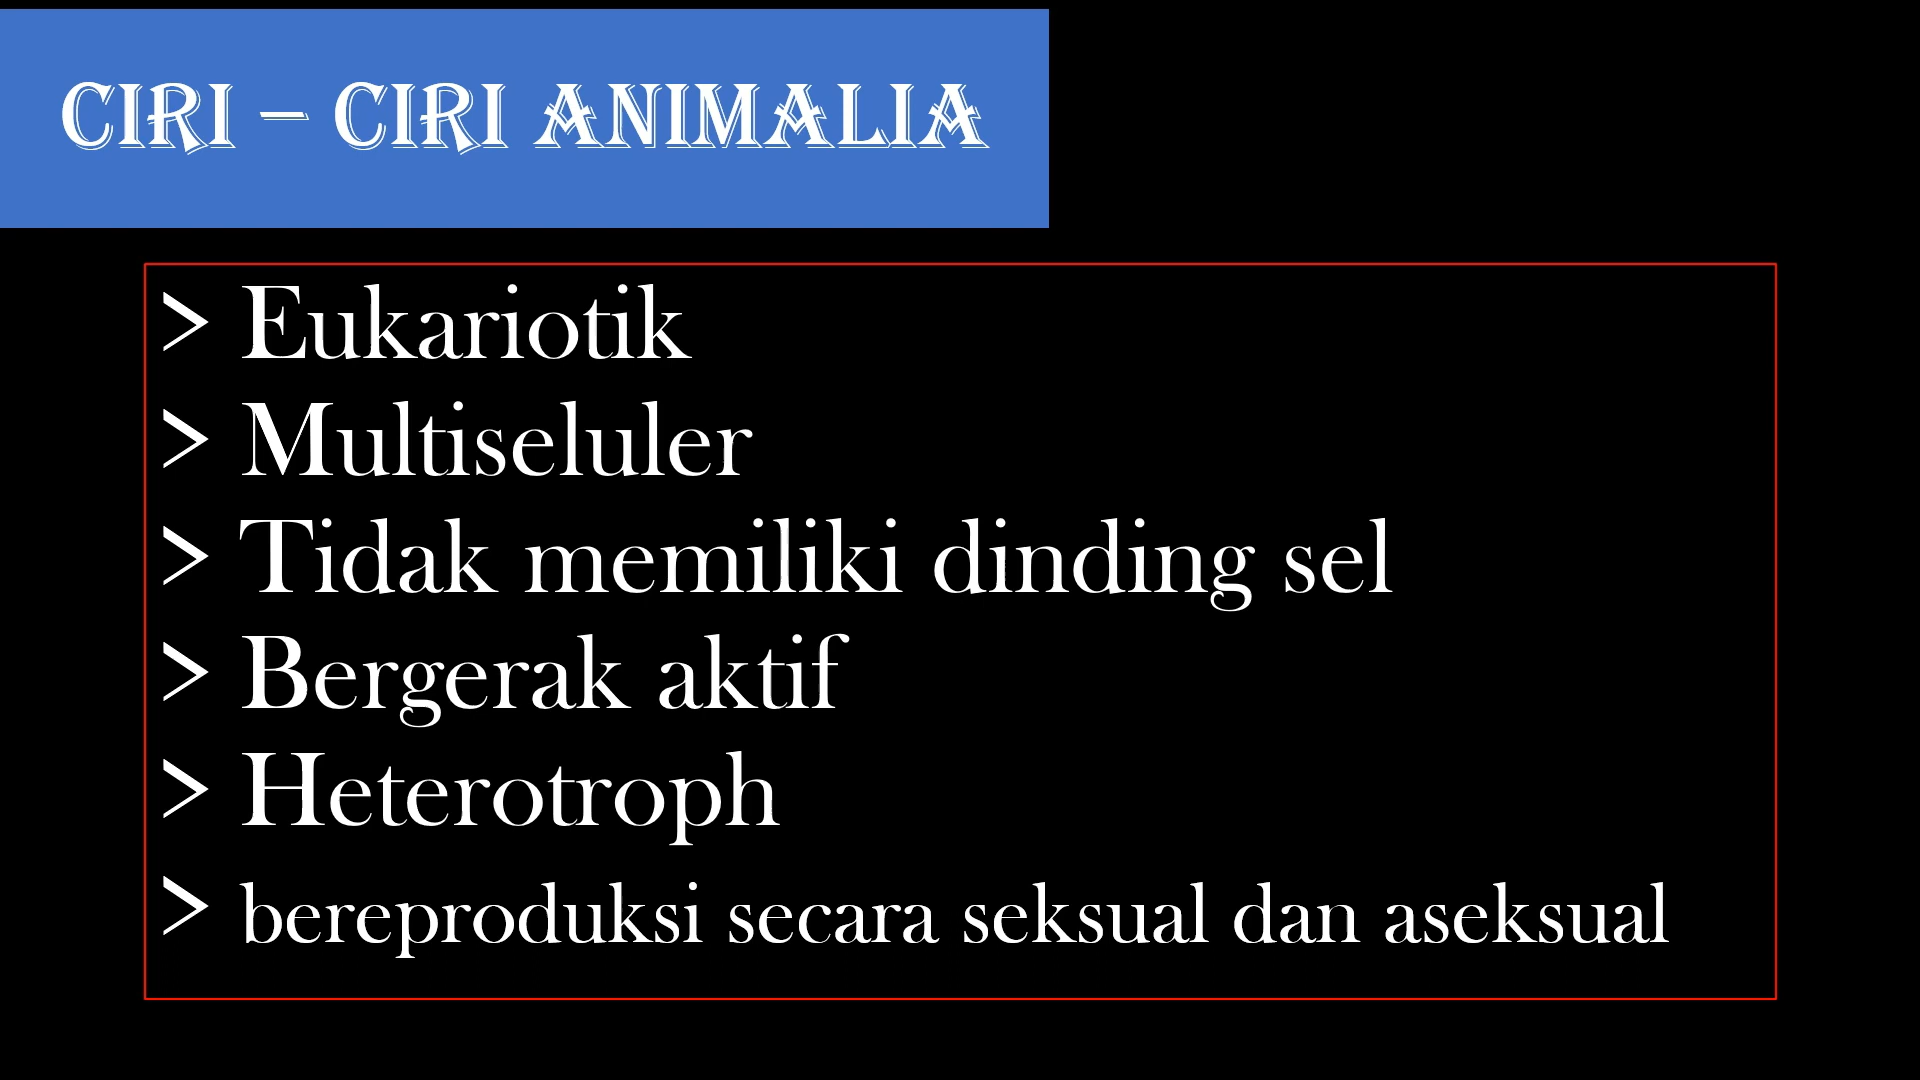 CIRI – CIRI ANIMALIA
> Eukariotik
> Multiseluler
> Tidak memiliki dinding sel
> Bergerak aktif
> Heterotroph
> bereproduksi secara seksual dan aseksual